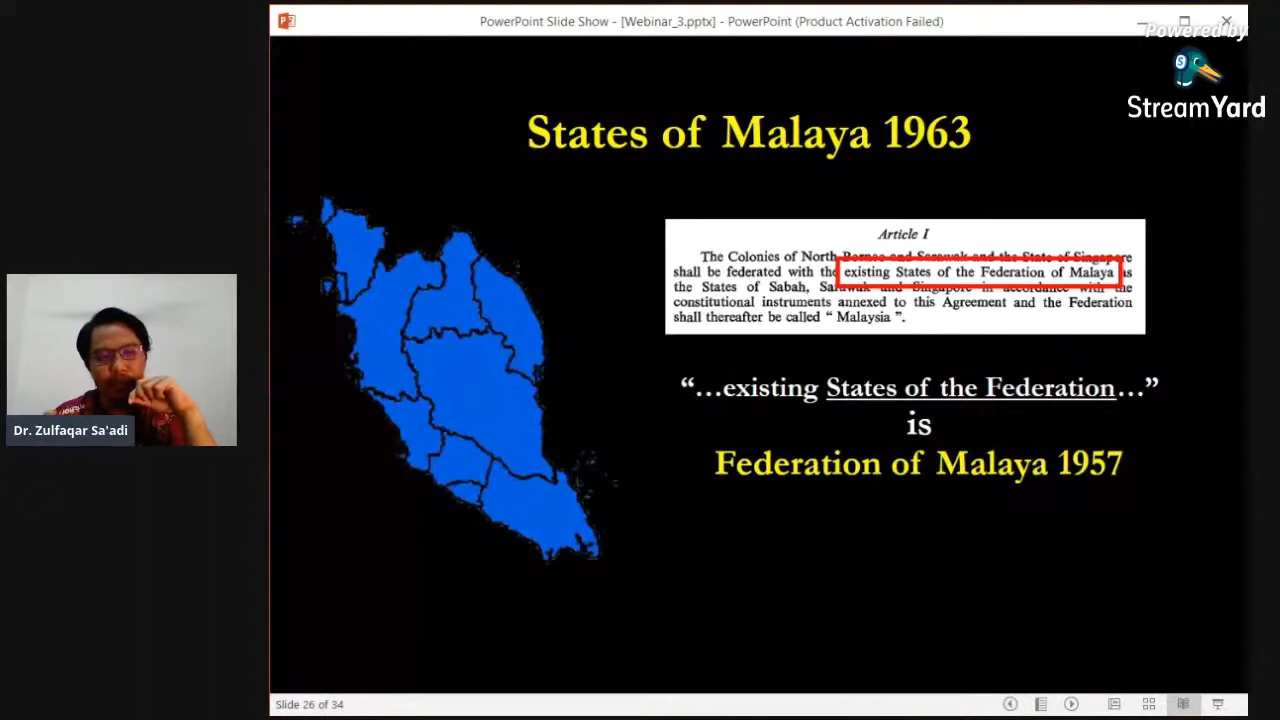 PowerPoint Slide Show - [Webinar_3.pptx] - PowerPoint (Product Activation Failed)
Powered by
StreamYard
States of Malaya 1963
Article I
The Colonies of North Borneo and Sarawak and the State of Singapore
shall be federated with the existing States of the Federation of Malaya as
the States of Sabah, Sarawak and Singapore in accordance with the
constitutional instruments annexed to this Agreement and the Federation
shall thereafter be called “ Malaysia ”.
“…existing States of the Federation…”
is
Federation of Malaya 1957
Dr. Zulfaqar Sa'adi
Slide 26 of 34